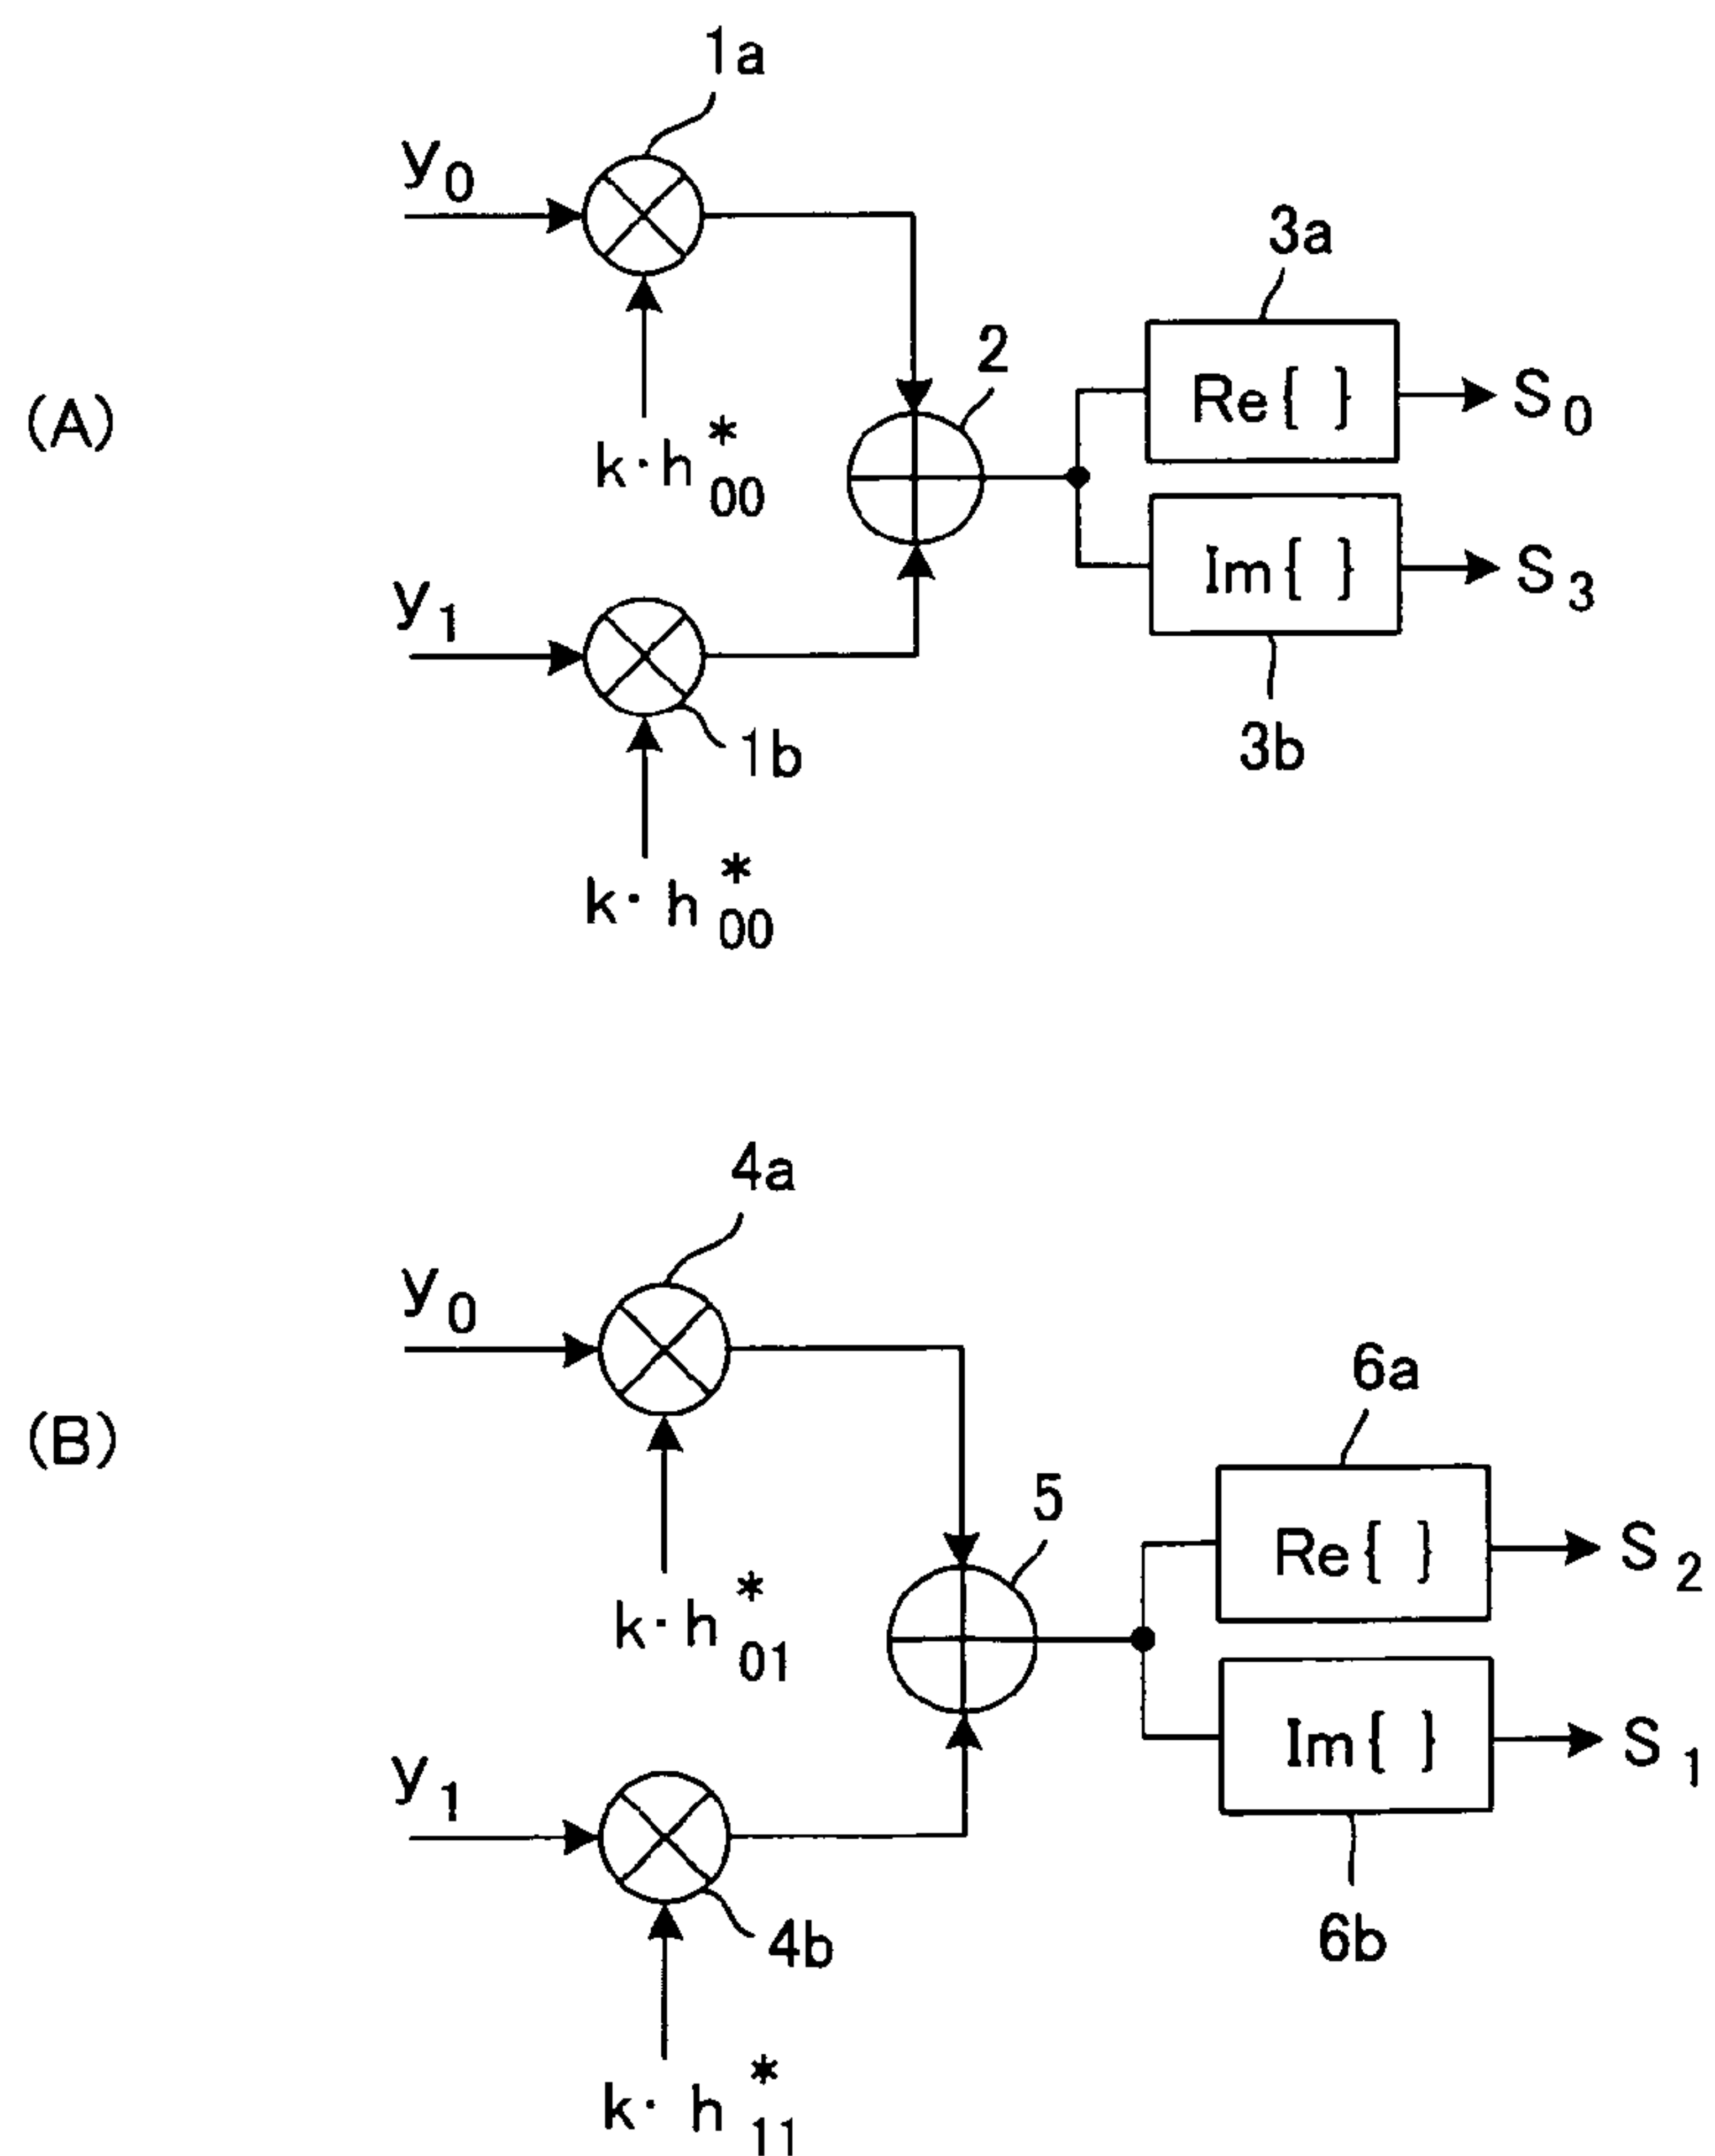 1a
y0
3a
2
Re{ }
S0
(A)
k・h*00
Im{ }
S3
y1
1b
3b
k・h*00
4a
y0
6a
(B)
5
Re{ }
S2
k・h*01
Im{ }
S1
y1
4b
6b
k・h*11